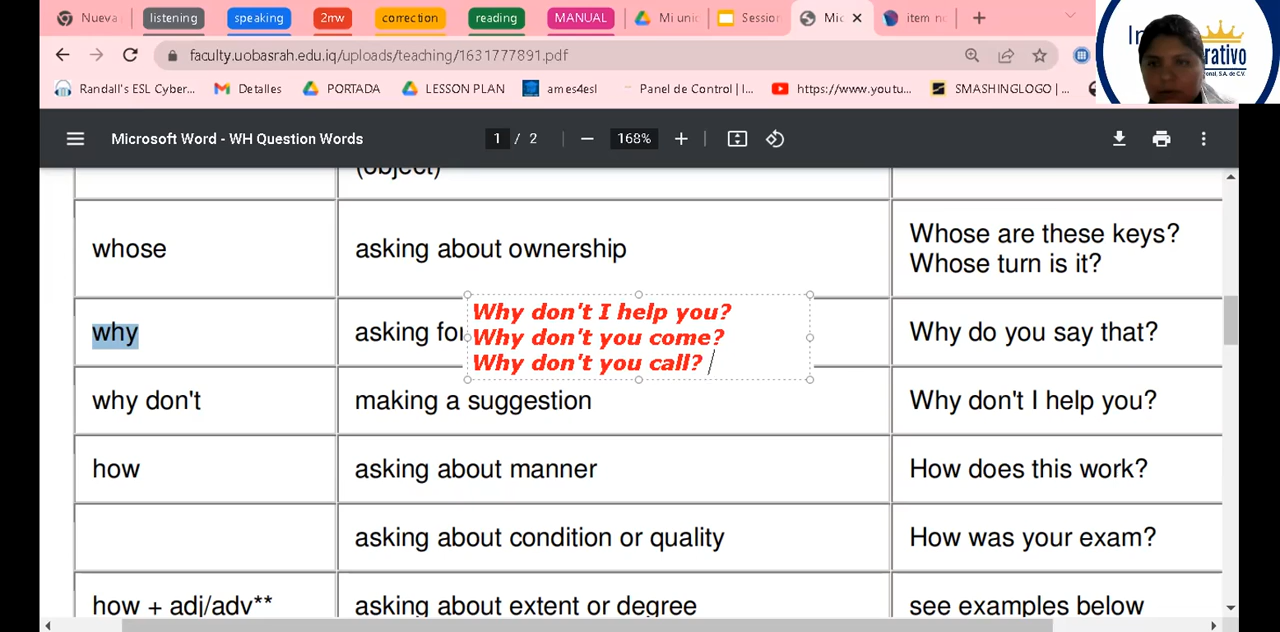 Nueva
listening
speaking
2mw
correction
reading
MANUAL
Mi uni
Session
Mic
item no
faculty.uobasrah.edu.iq/uploads/teaching/1631777891.pdf
Randall's ESL Cyber...
Detalles
PORTADA
LESSON PLAN
ames4esl
Panel de Control | I...
https://www.youtu...
SMASHINGLOGO | ...
Microsoft Word - WH Question Words
1 / 2
168%
(object)
whose
asking about ownership
Whose are these keys?
Whose turn is it?
why
asking for
Why don't I help you?
Why don't you come?
Why don't you call?
Why do you say that?
why don't
making a suggestion
Why don't I help you?
how
asking about manner
How does this work?
asking about condition or quality
How was your exam?
how + adj/adv**
asking about extent or degree
see examples below